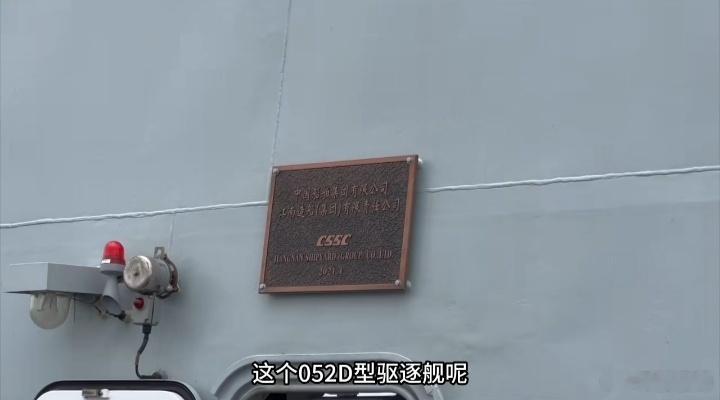 中国船舶集团有限公司
江南造船(集团)有限责任公司
CSSC
JIANGNAN SHIPYARD (GROUP) CO., LTD
2021.4
这个052D型驱逐舰呢